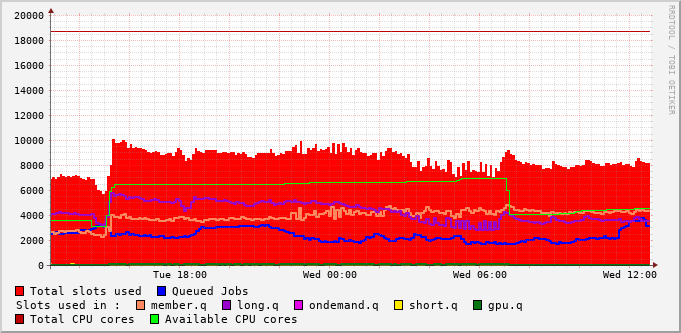 20000
18000
16000
14000
12000
10000
8000
6000
4000
2000
0
Tue 18:00 Wed 00:00 Wed 06:00 Wed 12:00
Total slots used Queued Jobs
Slots used in : member.q long.q ondemand.q short.q gpu.q
Total CPU cores Available CPU cores
RRDTOOL / TOBI OETIKER